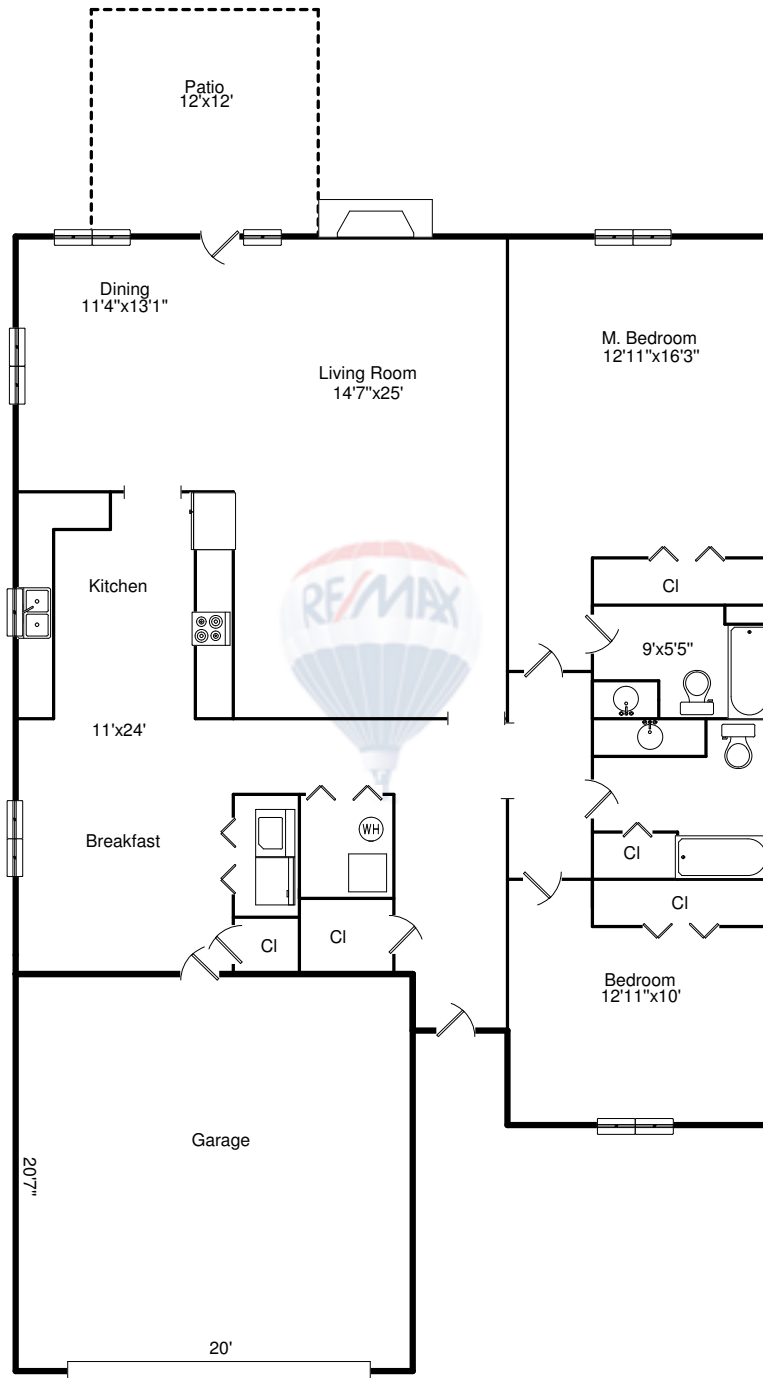 Patio
12'x12'
Dining
11'4"x13'1"
Living Room
14'7"x25'
M. Bedroom
12'11"x16'3"
Kitchen
RE/MAX
Cl
9'x5'5"
11'x24'
Breakfast
WH
Cl
Cl
Cl
Cl
Bedroom
12'11"x10'
Garage
20'7"
20'